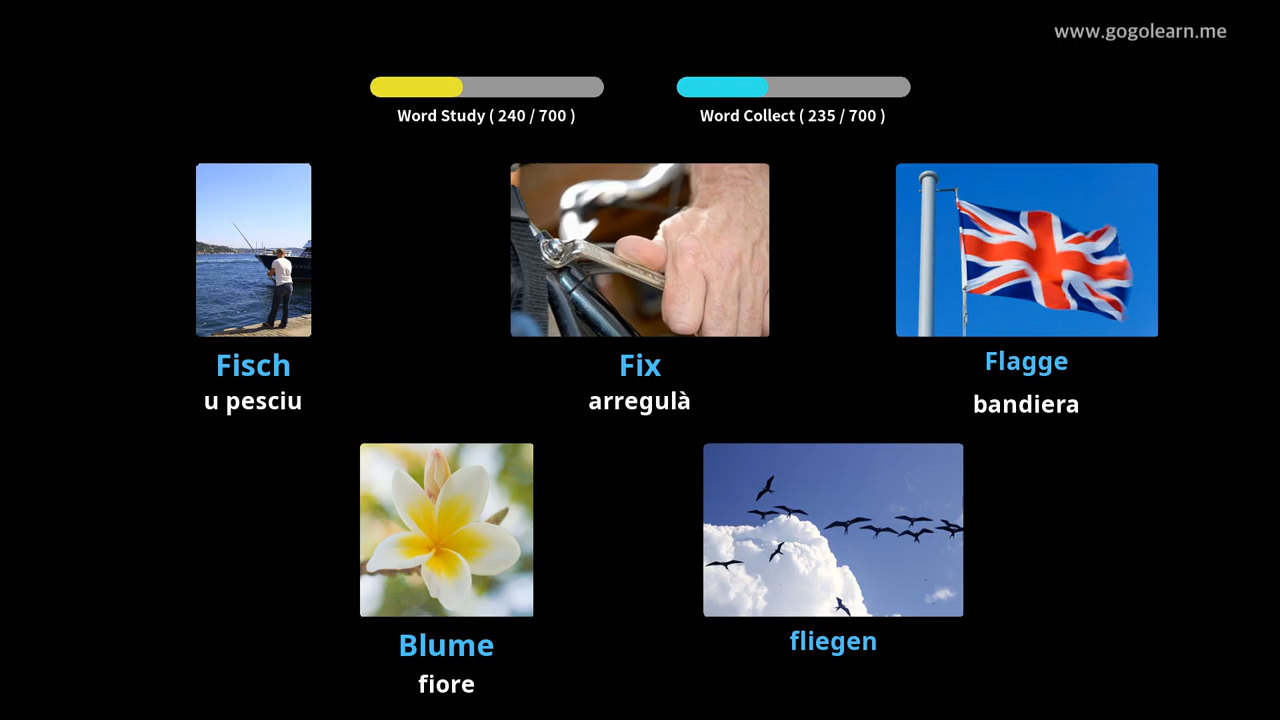 www.gogolearn.me
Word Study ( 240 / 700 )
Word Collect ( 235 / 700 )
Fisch
u pesciu
Fix
arregulà
Flagge
bandiera
Blume
fiore
fliegen